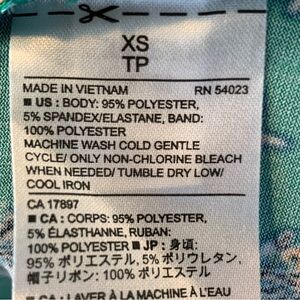 XS
TP
MADE IN VIETNAM RN 54023
■ US : BODY: 95% POLYESTER,
5% SPANDEX/ELASTANE, BAND:
100% POLYESTER
MACHINE WASH COLD GENTLE
CYCLE/ ONLY NON-CHLORINE BLEACH
WHEN NEEDED/ TUMBLE DRY LOW/
COOL IRON
CA 17897
■ CA : CORPS: 95% POLYESTER,
5% ÉLASTHANNE, RUBAN:
100% POLYESTER ■ JP : 身頃:
95% ポリエステル, 5% ポリウレタン,
帽子リボン: 100% ポリエステル
■ CA : LAVER À LA MACHINE À L'EAU